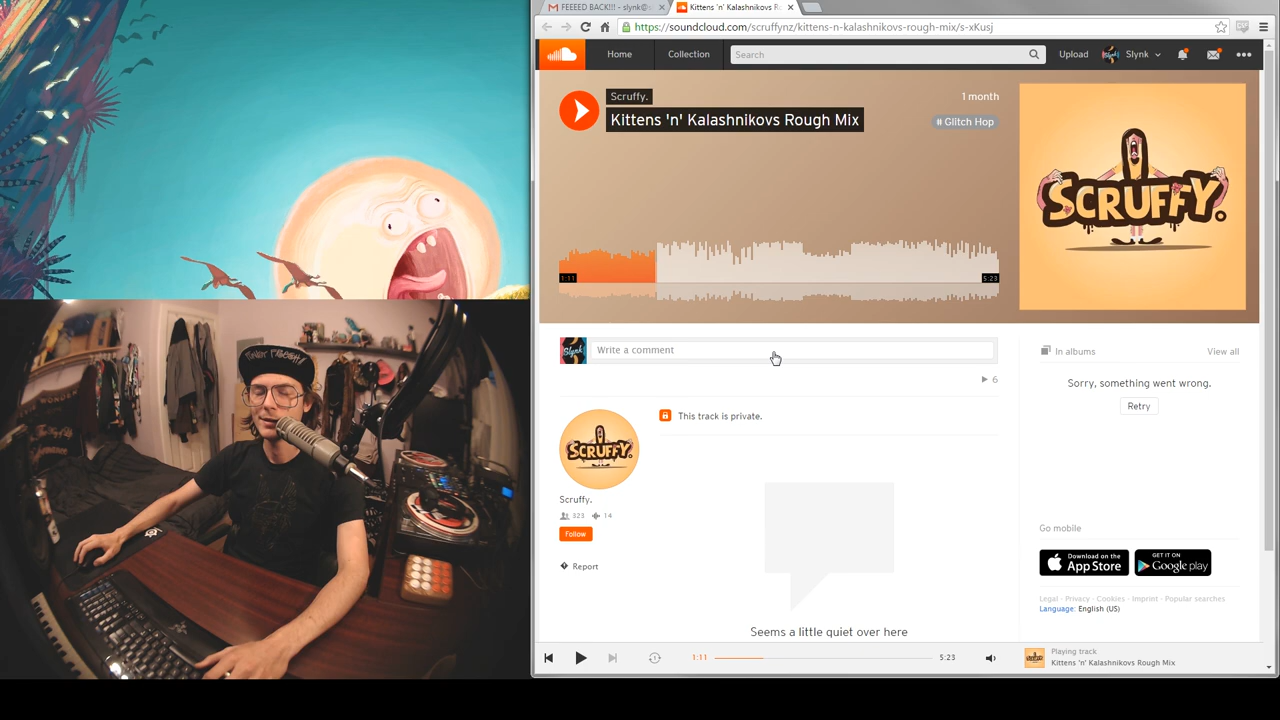 FEEEED BACK!!! - slynk@s
Kittens 'n' Kalashnikovs Ro
https://soundcloud.com/scruffynz/kittens-n-kalashnikovs-rough-mix/s-xKusj
Home
Collection
Search
Upload
Slynk
Scruffy.
1 month
Kittens 'n' Kalashnikovs Rough Mix
# Glitch Hop
SCRUFFY.
1:11
5:23
Slynk
Write a comment
6
In albums
View all
Sorry, something went wrong.
Retry
This track is private.
SCRUFFY.
Scruffy.
323
14
Follow
Report
Go mobile
Download on the
App Store
GET IT ON
Google play
Legal - Privacy - Cookies - Imprint - Popular searches
Language: English (US)
Seems a little quiet over here
1:11
5:23
Playing track
Kittens 'n' Kalashnikovs Rough Mix